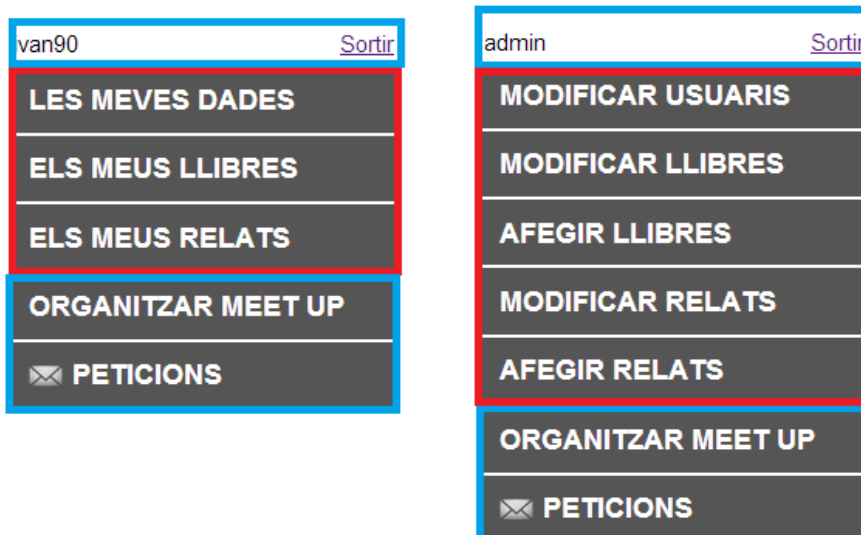 van90 Sortir
LES MEVES DADES
ELS MEUS LLIBRES
ELS MEUS RELATS
ORGANITZAR MEET UP
PETICIONS
admin Sortir
MODIFICAR USUARIS
MODIFICAR LLIBRES
AFEGIR LLIBRES
MODIFICAR RELATS
AFEGIR RELATS
ORGANITZAR MEET UP
PETICIONS